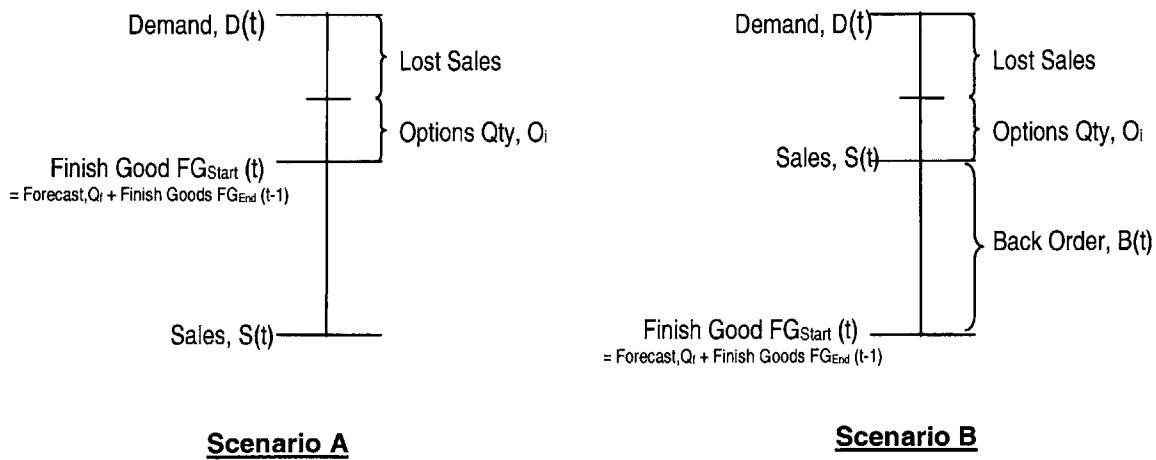 Demand, D(t)
Lost Sales
Options Qty, Oi
Finish Good FGStart (t)
= Forecast,Qf + Finish Goods FGEnd (t-1)
Sales, S(t)
Scenario A
Demand, D(t)
Lost Sales
Options Qty, Oi
Sales, S(t)
Back Order, B(t)
Finish Good FGStart (t)
= Forecast,Qf + Finish Goods FGEnd (t-1)
Scenario B